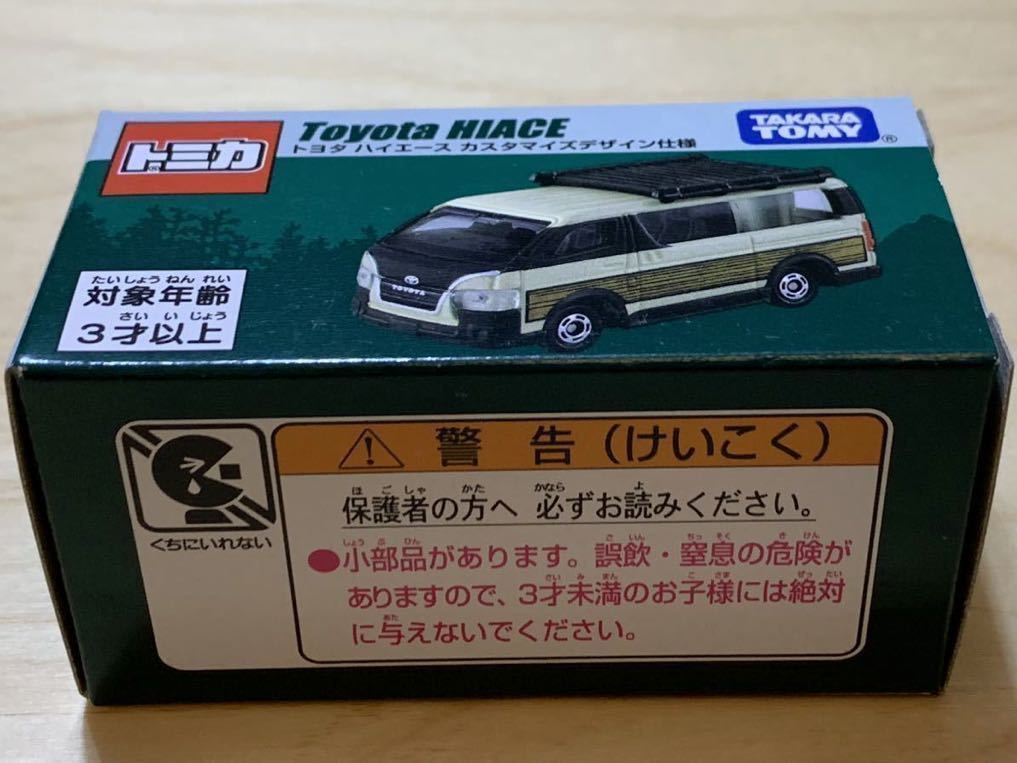 トミカ
Toyota HIACE
トヨタ ハイエース カスタマイズデザイン仕様
TAKARA
TOMY
®
TOYOTA
たいしょう ねん れい
対象年齢
さい い じょう
3才以上
くちにいれない
警 告(けいこく)
ほ ご しゃ かた かなら よ
保護者の方へ 必ずお読みください。
しょう ぶ ひん ご いん ちっ そく き けん
●小部品があります。誤飲・窒息の危険が
さい み まん こ さま ぜっ たい
ありますので、3才未満のお子様には絶対
あた
に与えないでください。